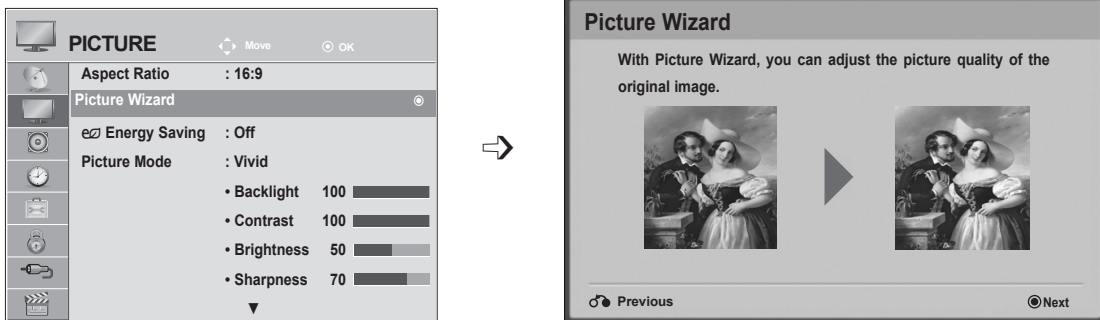 PICTURE
Move
OK
Aspect Ratio : 16:9
Picture Wizard
Energy Saving : Off
Picture Mode : Vivid
• Backlight 100
• Contrast 100
• Brightness 50
• Sharpness 70
▼
Picture Wizard
With Picture Wizard, you can adjust the picture quality of the
original image.
Previous
Next